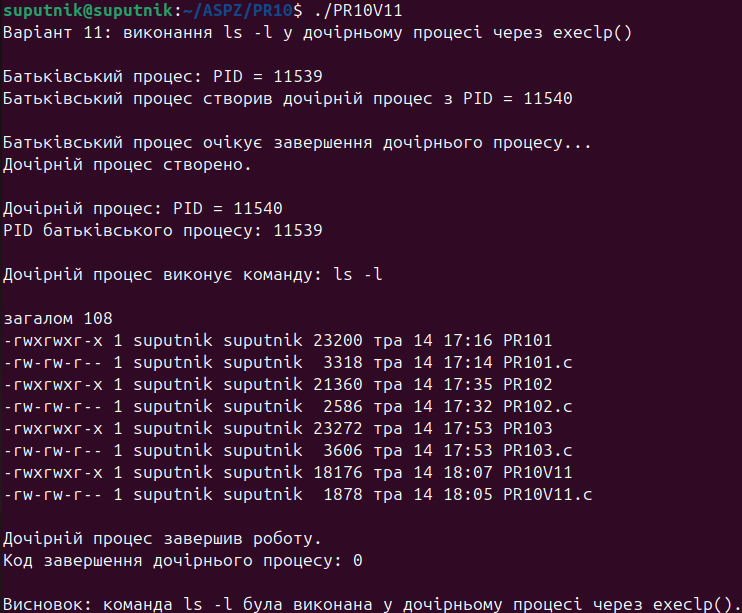 suputnik@suputnik:~/ASPZ/PR10$ ./PR10V11
Варіант 11: виконання ls -l у дочірньому процесі через execlp()
Батьківський процес: PID = 11539
Батьківський процес створив дочірній процес з PID = 11540
Батьківський процес очікує завершення дочірнього процесу...
Дочірній процес створено.
Дочірній процес: PID = 11540
PID батьківського процесу: 11539
Дочірній процес виконує команду: ls -l
загалом 108
-rwxrwxr-x 1 suputnik suputnik 23200 тра 14 17:16 PR101
-rw-rw-r-- 1 suputnik suputnik  3318 тра 14 17:14 PR101.c
-rwxrwxr-x 1 suputnik suputnik 21360 тра 14 17:35 PR102
-rw-rw-r-- 1 suputnik suputnik  2586 тра 14 17:32 PR102.c
-rwxrwxr-x 1 suputnik suputnik 23272 тра 14 17:53 PR103
-rw-rw-r-- 1 suputnik suputnik  3606 тра 14 17:53 PR103.c
-rwxrwxr-x 1 suputnik suputnik 18176 тра 14 18:07 PR10V11
-rw-rw-r-- 1 suputnik suputnik  1878 тра 14 18:05 PR10V11.c
Дочірній процес завершив роботу.
Код завершення дочірнього процесу: 0
Висновок: команда ls -l була виконана у дочірньому процесі через execlp().